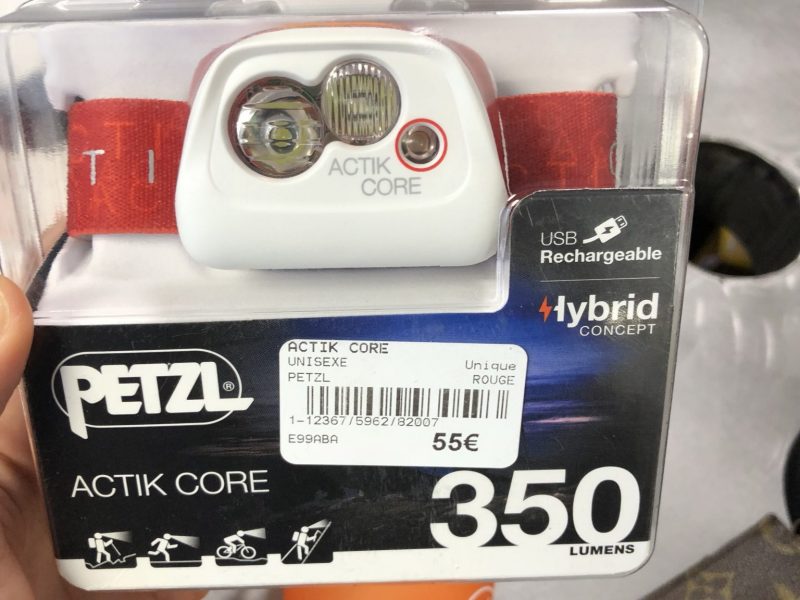 ACTIK
CORE
USB
Rechargeable
Hybrid
CONCEPT
PETZL®
ACTIK CORE
UNISEXE Unique
PETZL ROUGE
1-12367/5962/82007
E99ABA 55€
ACTIK CORE
350
LUMENS